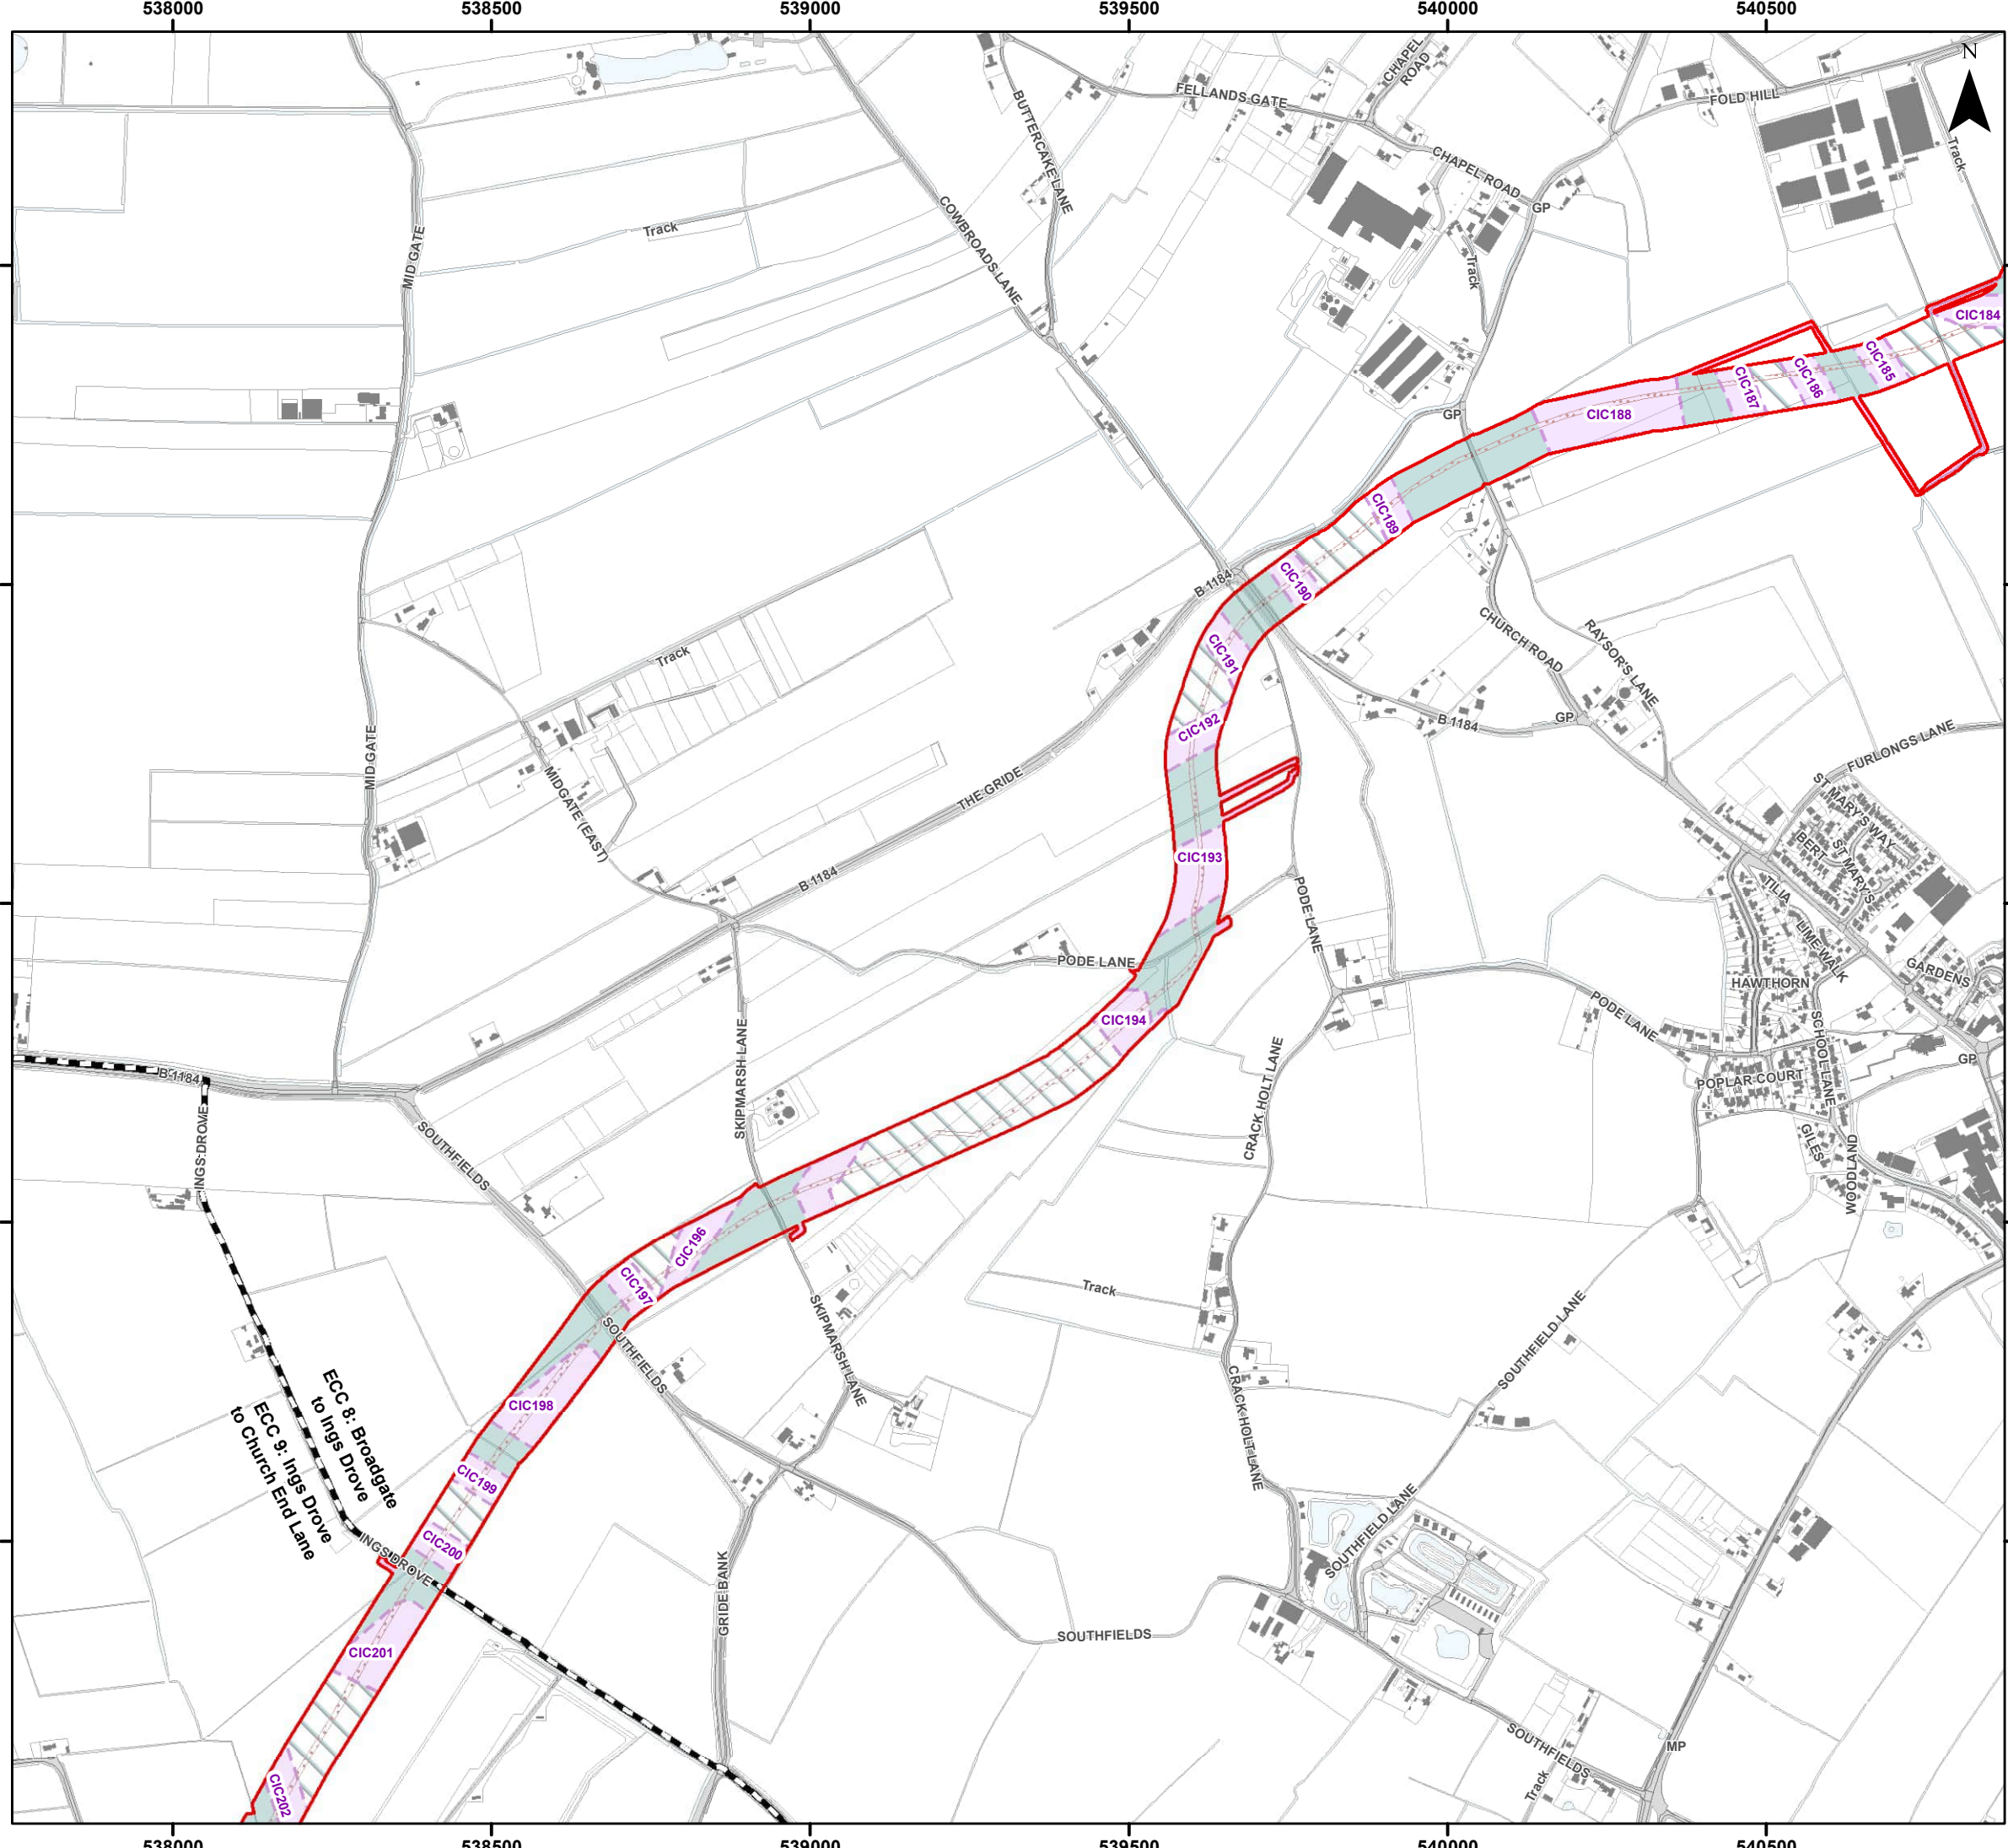 538000
538500
539000
539500
540000
540500
N
CHAPEL
ROAD
FELLANDS GATE
FOLD HILL
BUTTERCAKE LANE
Track
CHAPEL ROAD
GP
COWBROADS LANE
Track
MID GATE
Track
CIC184
CIC185
CIC186
CIC187
CIC188
GP
CIC189
B 1184
CIC190
CHURCH ROAD
RAYSOR'S LANE
CIC191
Track
CIC192
B 1184
GP
MID GATE
MIDGATE (EAST)
THE GRIDE
FURLONGS LANE
ST MARY'S WAY
BERT
ST MARY'S
CIC193
B 1184
TILIA
PODE LANE
LIME WALK
PODE LANE
GARDENS
HAWTHORN
PODE LANE
CIC194
SCHOOL LANE
SKIPMARSH LANE
CRACK HOLT LANE
GP
B 1184
POPLAR COURT
INGS DROVE
SOUTHFIELDS
GILES
WOODLAND
CIC196
CIC197
Track
SKIPMARSH LANE
SOUTHFIELDS
SOUTHFIELD LANE
CIC198
CRACK HOLT LANE
ECC 8: Broadgate
to Ings Drove
ECC 9: Ings Drove
to Church End Lane
CIC199
SOUTHFIELD LANE
CIC200
INGS DROVE
GRIDE BANK
SOUTHFIELDS
CIC201
SOUTHFIELDS
MP
Track
CIC202
538000
538500
539000
539500
540000
540500